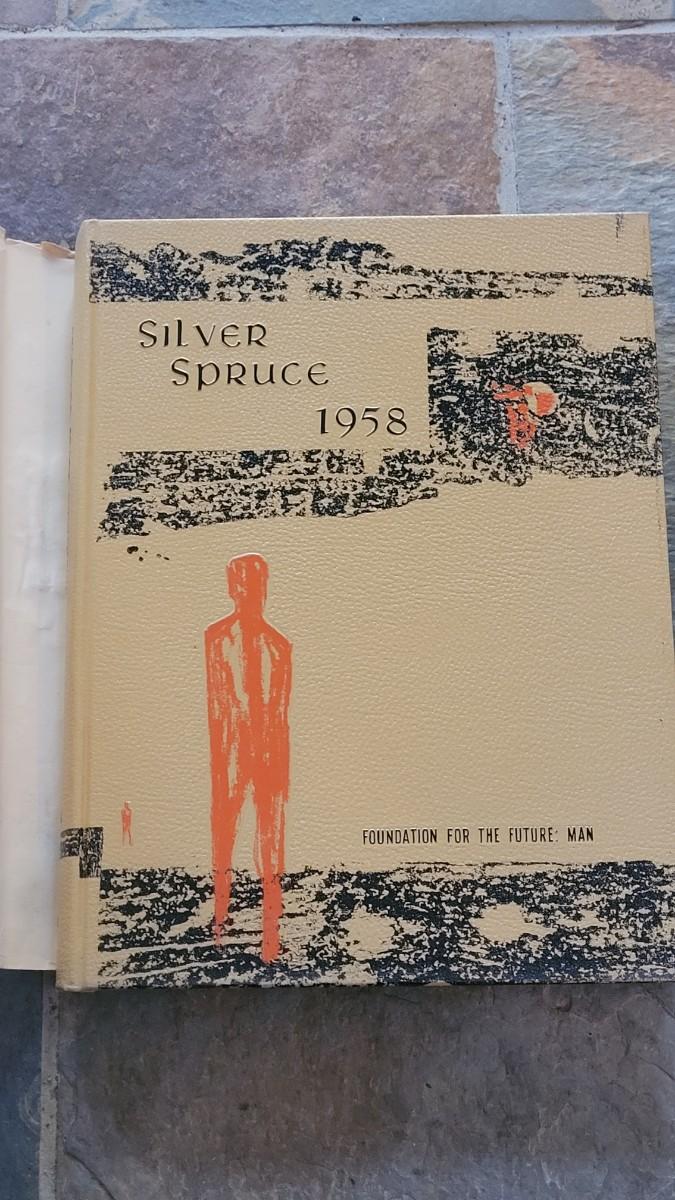 SILVER
SPRUCE
1958
FOUNDATION FOR THE FUTURE: MAN